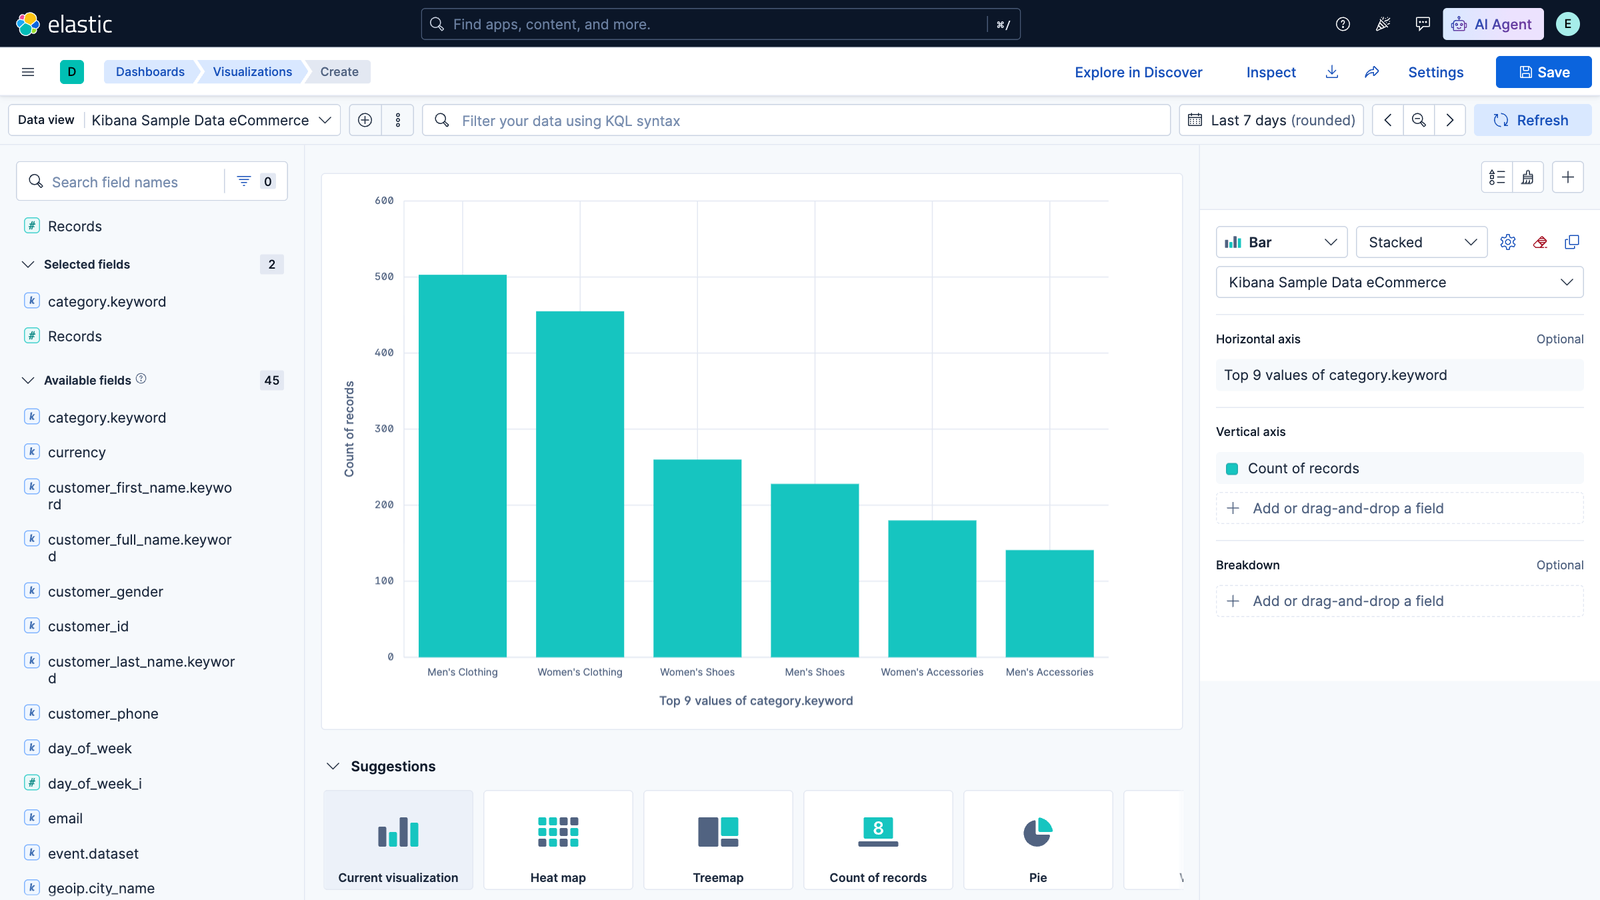 elastic
Find apps, content, and more.
⌘/
AI Agent
E
D
Dashboards
Visualizations
Create
Explore in Discover
Inspect
Settings
Save
Data view
Kibana Sample Data eCommerce
Filter your data using KQL syntax
Last 7 days (rounded)
Refresh
Search field names
0
# Records
Selected fields
2
k category.keyword
# Records
Available fields
45
k category.keyword
k currency
k customer_first_name.keywo
rd
k customer_full_name.keywor
d
k customer_gender
k customer_id
k customer_last_name.keywor
d
k customer_phone
k day_of_week
# day_of_week_i
k email
k event.dataset
k geoip.city_name
600
500
400
300
200
100
0
Count of records
Men's Clothing
Women's Clothing
Women's Shoes
Men's Shoes
Women's Accessories
Men's Accessories
Top 9 values of category.keyword
Suggestions
Current visualization
Heat map
Treemap
8
Count of records
Pie
Bar
Stacked
Kibana Sample Data eCommerce
Horizontal axis
Optional
Top 9 values of category.keyword
Vertical axis
Count of records
Add or drag-and-drop a field
Breakdown
Optional
Add or drag-and-drop a field